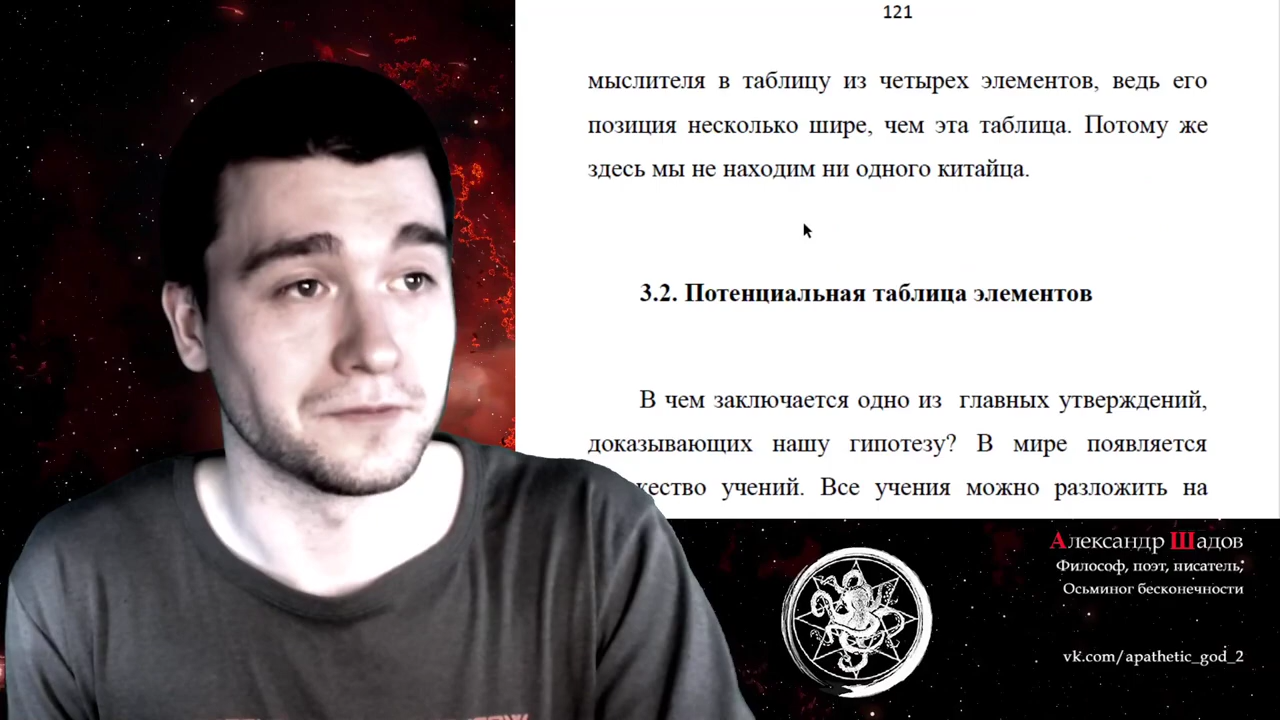 121
мыслителя в таблицу из четырех элементов, ведь его
позиция несколько шире, чем эта таблица. Потому же
здесь мы не находим ни одного китайца.
3.2. Потенциальная таблица элементов
В чем заключается одно из главных утверждений,
доказывающих нашу гипотезу? В мире появляется
учений. Все учения можно разложить на
Александр Шадов
Философ, поэт, писатель,
Осьминог бесконечности
vk.com/apathetic_god_2